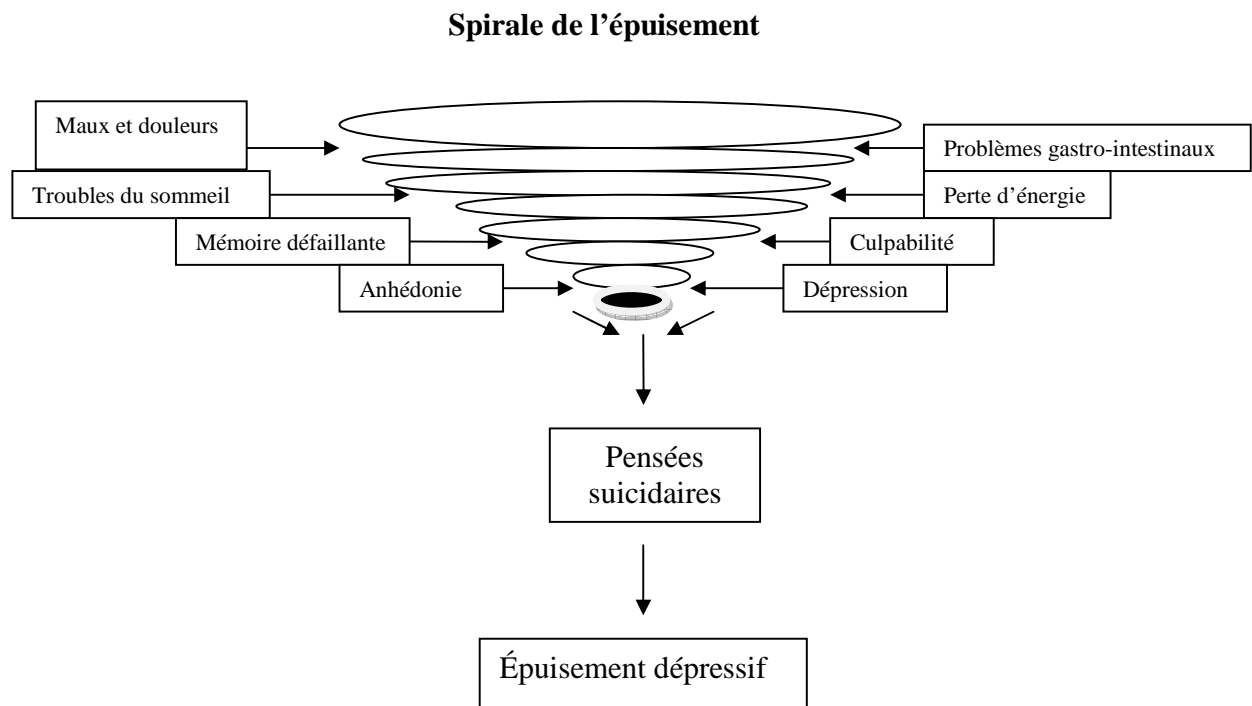 Spirale de l’épuisement
Maux et douleurs
Problèmes gastro-intestinaux
Troubles du sommeil
Perte d’énergie
Mémoire défaillante
Culpabilité
Anhédonie
Dépression
Pensées
suicidaires
Épuisement dépressif